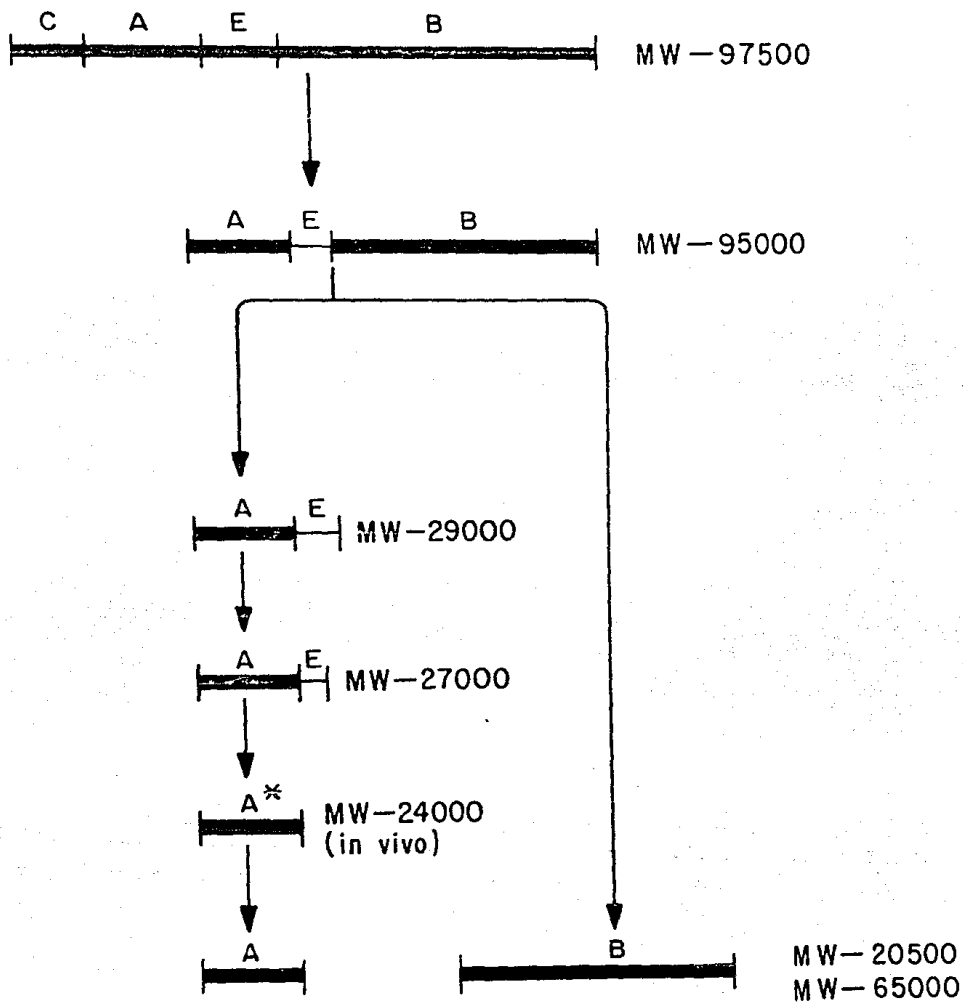 C A E B
MW-97500
A E B
MW-95000
A E
MW-29000
A E
MW-27000
A* MW-24000
(in vivo)
A B MW-20500
MW-65000